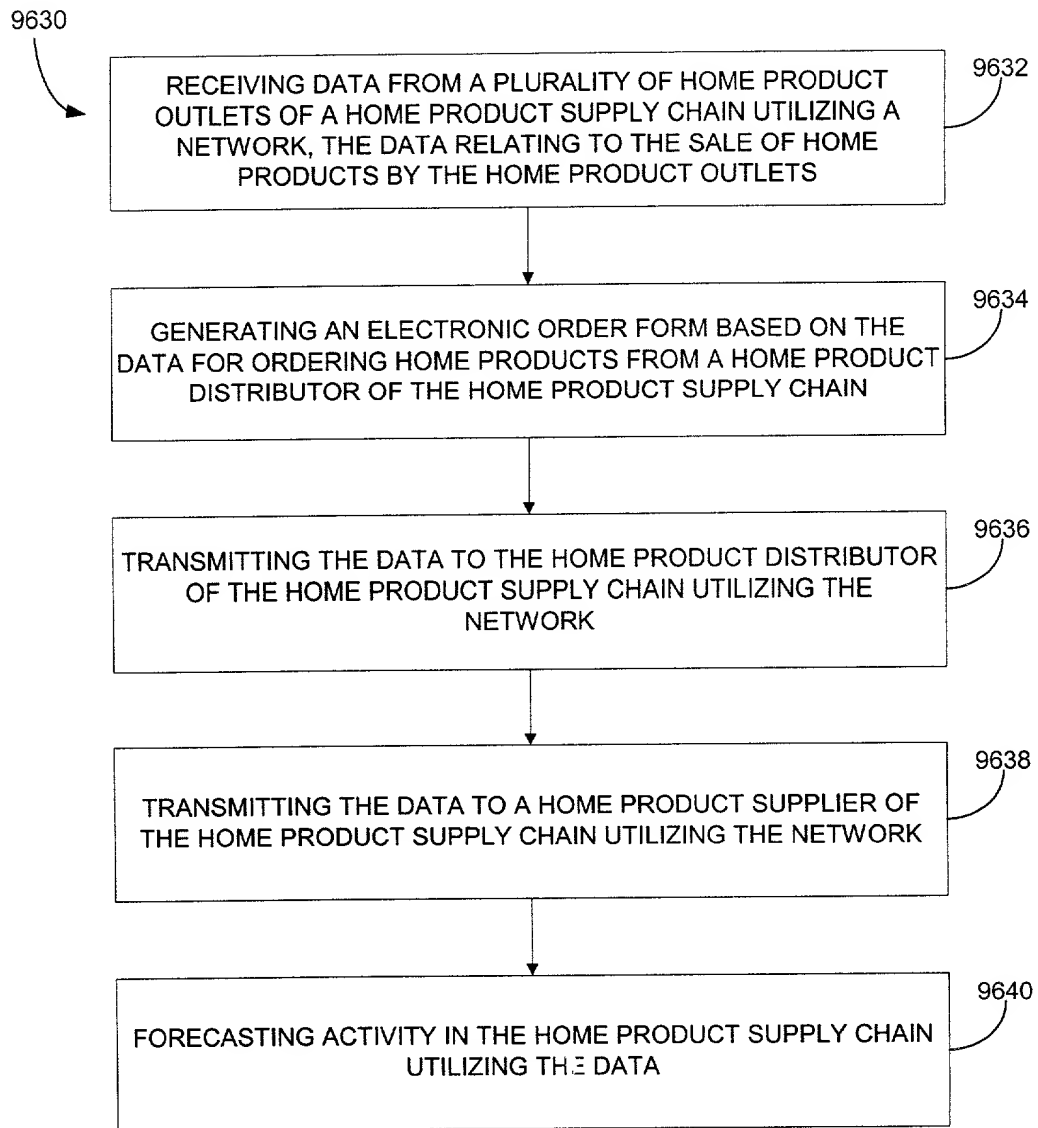 9630
RECEIVING DATA FROM A PLURALITY OF HOME PRODUCT
OUTLETS OF A HOME PRODUCT SUPPLY CHAIN UTILIZING A
NETWORK, THE DATA RELATING TO THE SALE OF HOME
PRODUCTS BY THE HOME PRODUCT OUTLETS
9632
GENERATING AN ELECTRONIC ORDER FORM BASED ON THE
DATA FOR ORDERING HOME PRODUCTS FROM A HOME PRODUCT
DISTRIBUTOR OF THE HOME PRODUCT SUPPLY CHAIN
9634
TRANSMITTING THE DATA TO THE HOME PRODUCT DISTRIBUTOR
OF THE HOME PRODUCT SUPPLY CHAIN UTILIZING THE
NETWORK
9636
TRANSMITTING THE DATA TO A HOME PRODUCT SUPPLIER OF
THE HOME PRODUCT SUPPLY CHAIN UTILIZING THE NETWORK
9638
FORECASTING ACTIVITY IN THE HOME PRODUCT SUPPLY CHAIN
UTILIZING THE DATA
9640